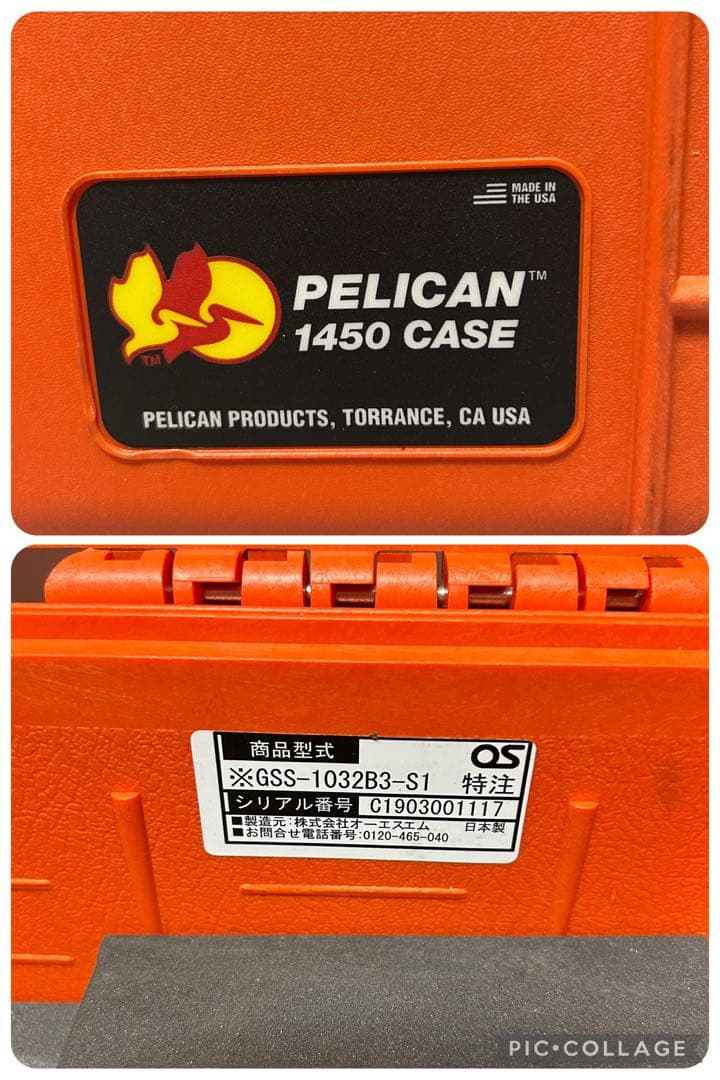 MADE IN
THE USA
PELICAN™
1450 CASE
TM
PELICAN PRODUCTS, TORRANCE, CA USA
商品型式
OS
※GSS-1032B3-S1 特注
シリアル番号 C1903001117
■製造元:株式会社オーエスエム 日本製
■お問合せ電話番号:0120-465-040
PIC•COLLAGE